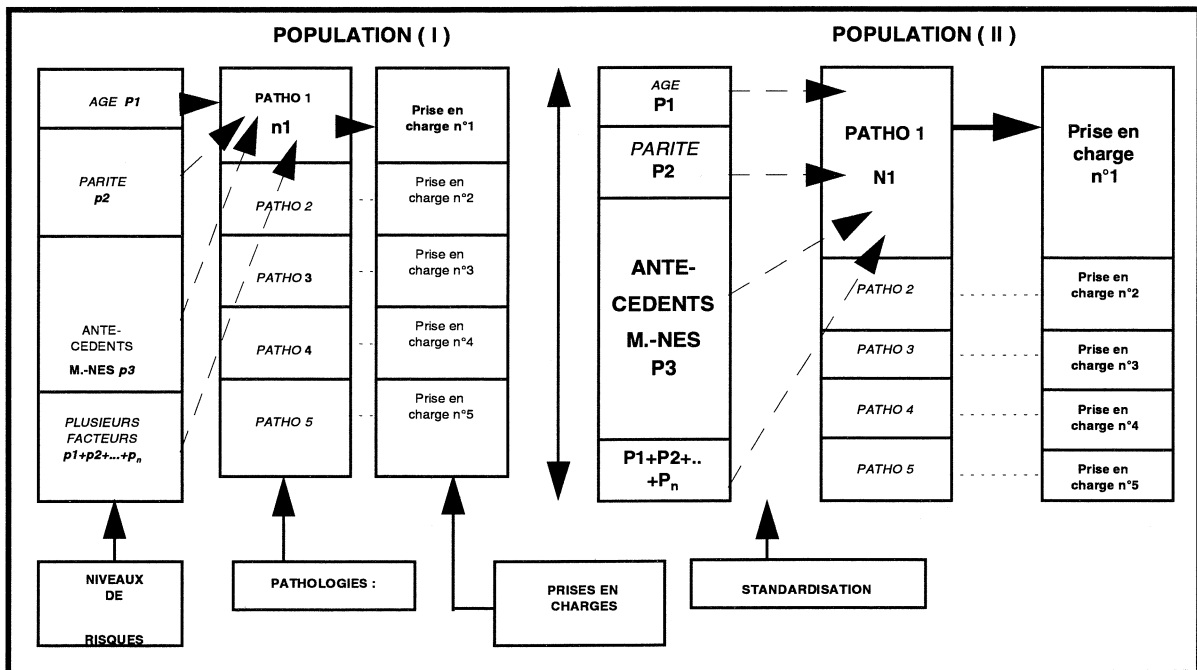 POPULATION ( I )
AGE P1
PARITE
p2
ANTE-
CEDENTS
M.-NES p3
PLUSIEURS
FACTEURS
p1+p2+...+pn
PATHO 1
n1
PATHO 2
PATHO 3
PATHO 4
PATHO 5
Prise en
charge n°1
Prise en
charge n°2
Prise en
charge n°3
Prise en
charge n°4
Prise en
charge n°5
POPULATION ( II )
AGE
P1
PARITE
P2
ANTE-
CEDENTS
M.-NES
P3
P1+P2+..
+Pn
PATHO 1
N1
PATHO 2
PATHO 3
PATHO 4
PATHO 5
Prise en
charge
n°1
Prise en
charge n°2
Prise en
charge n°3
Prise en
charge n°4
Prise en
charge n°5
NIVEAUX
DE
RISQUES
PATHOLOGIES :
PRISES EN
CHARGES
STANDARDISATION